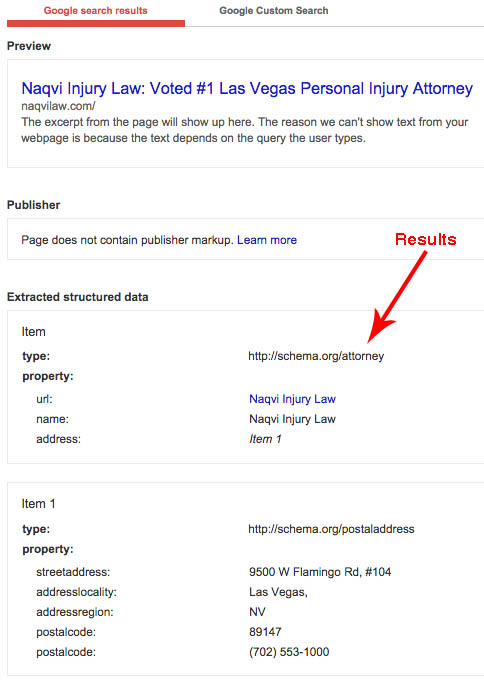 Google search results Google Custom Search
Preview
Naqvi Injury Law: Voted #1 Las Vegas Personal Injury Attorney
naqvilaw.com/
The excerpt from the page will show up here. The reason we can't show text from your
webpage is because the text depends on the query the user types.
Publisher
Page does not contain publisher markup. Learn more
Results
Extracted structured data
Item
type: http://schema.org/attorney
property:
url: Naqvi Injury Law
name: Naqvi Injury Law
address: Item 1
Item 1
type: http://schema.org/postaladdress
property:
streetaddress: 9500 W Flamingo Rd, #104
addresslocality: Las Vegas,
addressregion: NV
postalcode: 89147
postalcode: (702) 553-1000